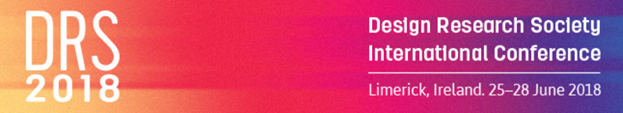 DRS
2018
Design Research Society
International Conference
Limerick, Ireland. 25–28 June 2018